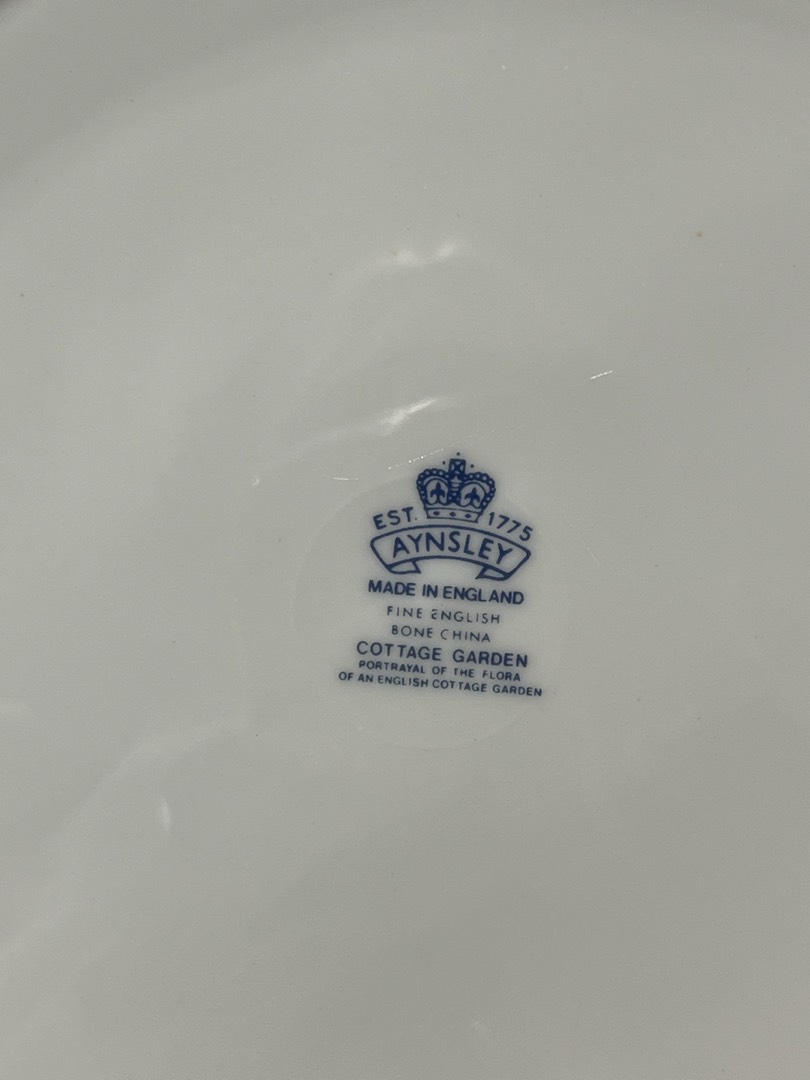 EST. 1775
AYNSLEY
MADE IN ENGLAND
FINE ENGLISH
BONE CHINA
COTTAGE GARDEN
PORTRAYAL OF THE FLORA
OF AN ENGLISH COTTAGE GARDEN